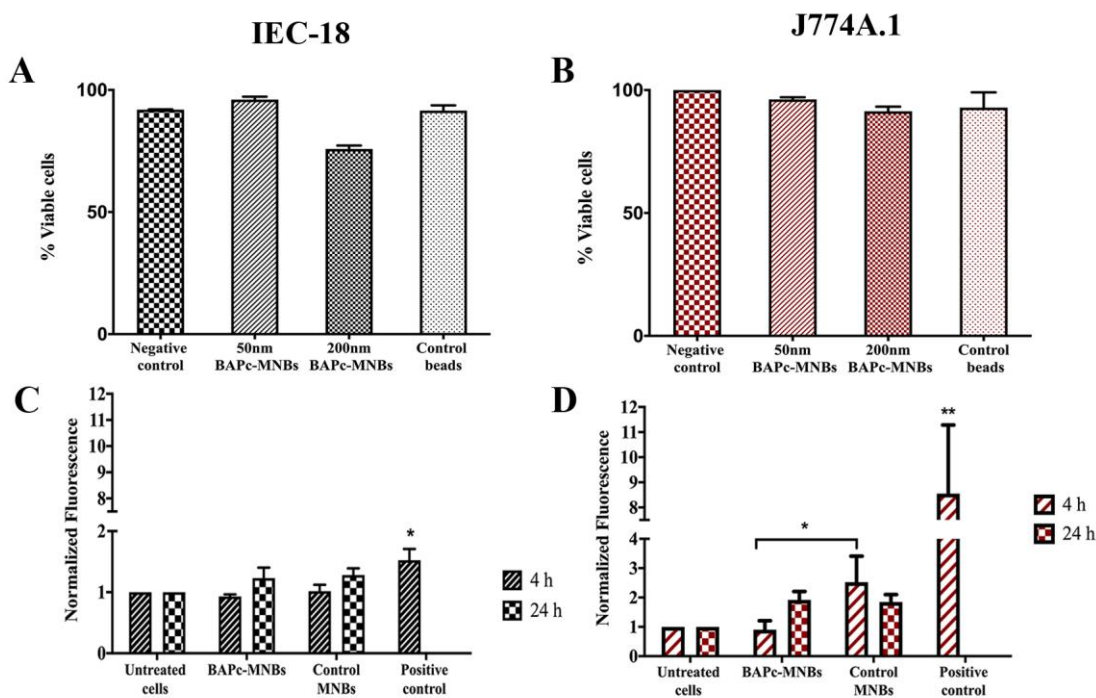 IEC-18
J774A.1
A
% Viable cells
100
50
0
Negative control
50nm BAPc-MNBs
200nm BAPc-MNBs
Control beads
B
% Viable cells
100
50
0
Negative control
50nm BAPc-MNBs
200nm BAPc-MNBs
Control beads
C
Normalized Fluorescence
12
11
10
9
8
2
1
0
*
Untreated cells
BAPc-MNBs
Control MNBs
Positive control
4 h
24 h
D
Normalized Fluorescence
12
11
10
9
8
4
3
2
1
0
*
**
Untreated cells
BAPc-MNBs
Control MNBs
Positive control
4 h
24 h